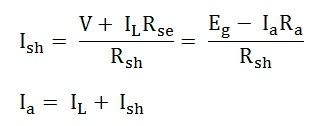 I_sh = (V + I_L R_se) / R_sh = (E_g − I_a R_a) / R_sh
I_a = I_L + I_sh